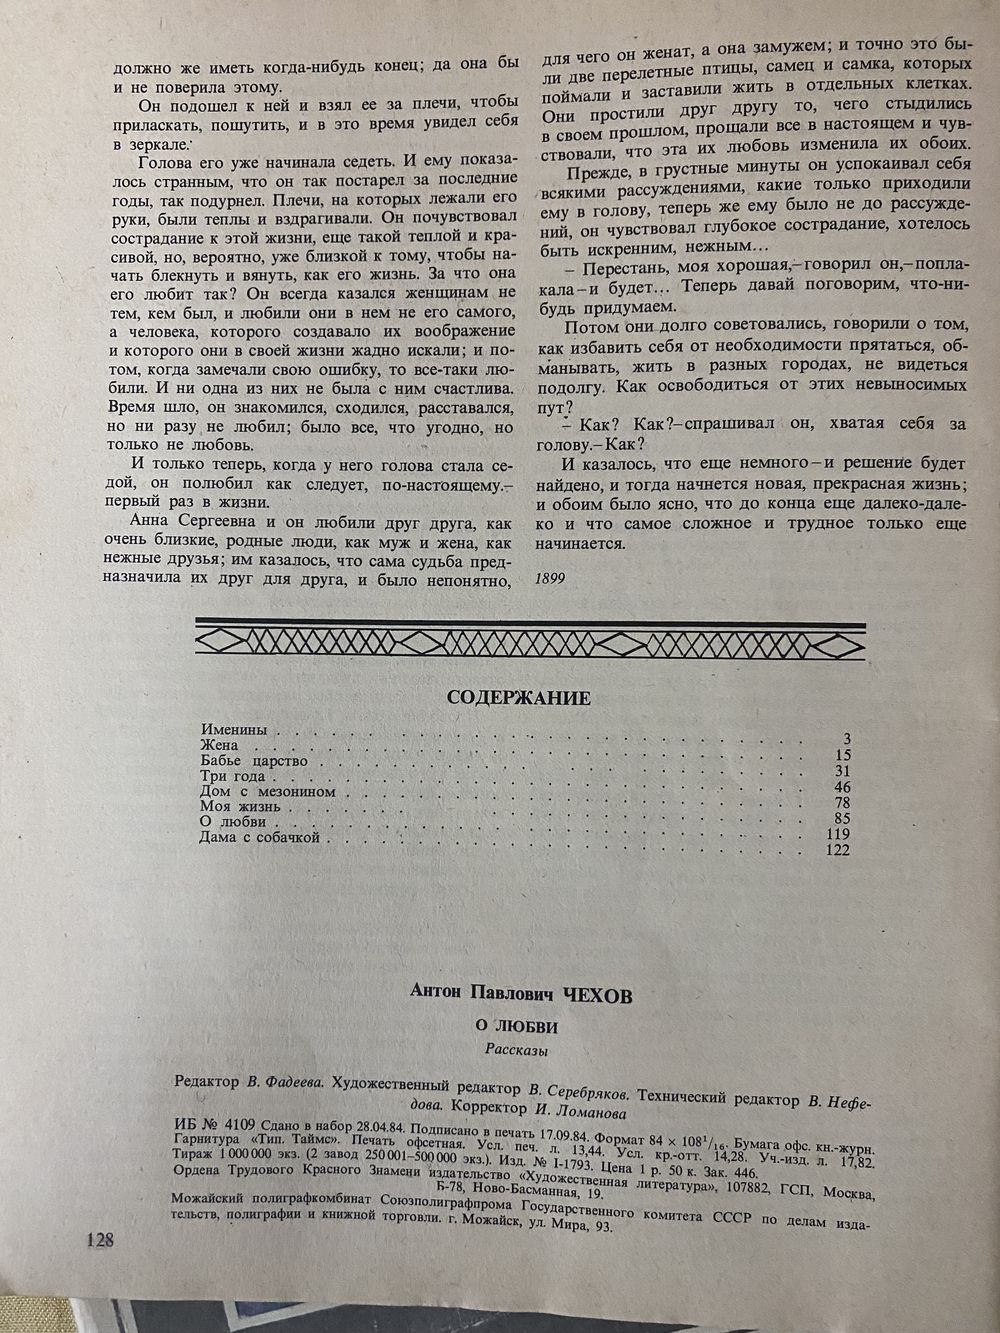 должно же иметь когда-нибудь конец; да она бы
и не поверила этому.
Он подошел к ней и взял ее за плечи, чтобы
приласкать, пошутить, и в это время увидел себя
в зеркале.
Голова его уже начинала седеть. И ему показа-
лось странным, что он так постарел за последние
годы, так подурнел. Плечи, на которых лежали его
руки, были теплы и вздрагивали. Он почувствовал
сострадание к этой жизни, еще такой теплой и кра-
сивой, но, вероятно, уже близкой к тому, чтобы на-
чать блекнуть и вянуть, как его жизнь. За что она
его любит так? Он всегда казался женщинам не
тем, кем был, и любили они в нем не его самого,
а человека, которого создавало их воображение
и которого они в своей жизни жадно искали; и по-
том, когда замечали свою ошибку, то все-таки лю-
били. И ни одна из них не была с ним счастлива.
Время шло, он знакомился, сходился, расставался,
но ни разу не любил; было все, что угодно, но
только не любовь.
И только теперь, когда у него голова стала се-
дой, он полюбил как следует, по-настоящему.–
первый раз в жизни.
Анна Сергеевна и он любили друг друга, как
очень близкие, родные люди, как муж и жена, как
нежные друзья; им казалось, что сама судьба пред-
назначила их друг для друга, и было непонятно,
для чего он женат, а она замужем; и точно это бы-
ли две перелетные птицы, самец и самка, которых
поймали и заставили жить в отдельных клетках.
Они простили друг другу то, чего стыдились
в своем прошлом, прощали все в настоящем и чув-
ствовали, что эта их любовь изменила их обоих.
Прежде, в грустные минуты он успокаивал себя
всякими рассуждениями, какие только приходили
ему в голову, теперь же ему было не до рассужде-
ний, он чувствовал глубокое сострадание, хотелось
быть искренним, нежным...
– Перестань, моя хорошая,–говорил он,–попла-
кала–и будет... Теперь давай поговорим, что-ни-
будь придумаем.
Потом они долго советовались, говорили о том,
как избавить себя от необходимости прятаться, об-
манывать, жить в разных городах, не видеться
подолгу. Как освободиться от этих невыносимых
пут?
– Как? Как?–спрашивал он, хватая себя за
голову.–Как?
И казалось, что еще немного–и решение будет
найдено, и тогда начнется новая, прекрасная жизнь;
и обоим было ясно, что до конца еще далеко-дале-
ко и что самое сложное и трудное только еще
начинается.
1899
СОДЕРЖАНИЕ
Именины . . . . . . . . . . . . . . . . . . . . 3
Жена . . . . . . . . . . . . . . . . . . . . 15
Бабье царство . . . . . . . . . . . . . . . . . . . . 31
Три года . . . . . . . . . . . . . . . . . . . . 46
Дом с мезонином . . . . . . . . . . . . . . . . . . . . 78
Моя жизнь . . . . . . . . . . . . . . . . . . . . 85
О любви . . . . . . . . . . . . . . . . . . . . 119
Дама с собачкой . . . . . . . . . . . . . . . . . . . . 122
Антон Павлович ЧЕХОВ
О ЛЮБВИ
Рассказы
Редактор В. Фадеева. Художественный редактор В. Серебряков. Технический редактор В. Нефе-
дова. Корректор И. Ломанова
ИБ № 4109 Сдано в набор 28.04.84. Подписано в печать 17.09.84. Формат 84 × 108¹/₁₆. Бумага офс. кн.-журн.
Гарнитура «Тип. Таймс». Печать офсетная. Усл. печ. л. 13,44. Усл. кр.-отт. 14,28. Уч.-изд. л. 17,82.
Тираж 1 000 000 экз. (2 завод 250 001–500 000 экз.). Изд. № I-1793. Цена 1 р. 50 к. Зак. 446.
Ордена Трудового Красного Знамени издательство «Художественная литература», 107882, ГСП, Москва,
Б-78, Ново-Басманная, 19.
Можайский полиграфкомбинат Союзполиграфпрома Государственного комитета СССР по делам изда-
тельств, полиграфии и книжной торговли. г. Можайск, ул. Мира, 93.
128